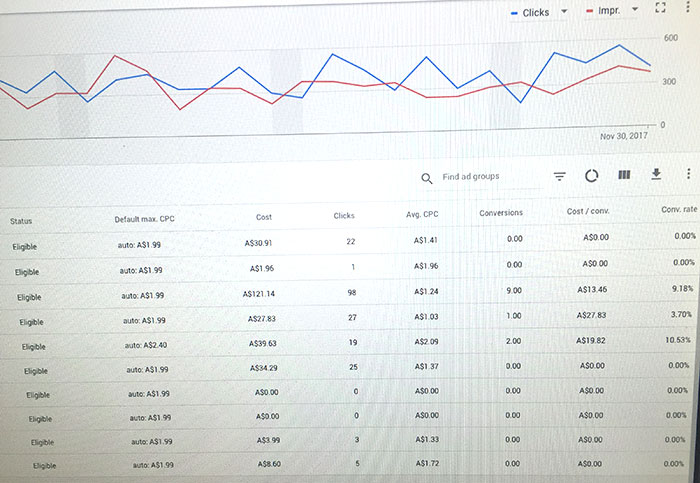 Clicks Impr.
600
300
0
Nov 30, 2017
Find ad groups
Status Default max. CPC Cost Clicks Avg. CPC Conversions Cost / conv. Conv. rate
Eligible auto: A$1.99 A$30.91 22 A$1.41 0.00 A$0.00 0.00%
Eligible auto: A$1.99 A$1.96 1 A$1.96 0.00 A$0.00 0.00%
Eligible auto: A$1.99 A$121.14 98 A$1.24 9.00 A$13.46 9.18%
Eligible auto: A$1.99 A$27.83 27 A$1.03 1.00 A$27.83 3.70%
Eligible auto: A$2.40 A$39.63 19 A$2.09 2.00 A$19.82 10.53%
Eligible auto: A$1.99 A$34.29 25 A$1.37 0.00 A$0.00 0.00%
Eligible auto: A$1.99 A$0.00 0 A$0.00 0.00 A$0.00 0.00%
Eligible auto: A$1.99 A$0.00 0 A$0.00 0.00 A$0.00 0.00%
Eligible auto: A$1.99 A$3.99 3 A$1.33 0.00 A$0.00 0.00%
Eligible auto: A$1.99 A$8.60 5 A$1.72 0.00 A$0.00 0.00%